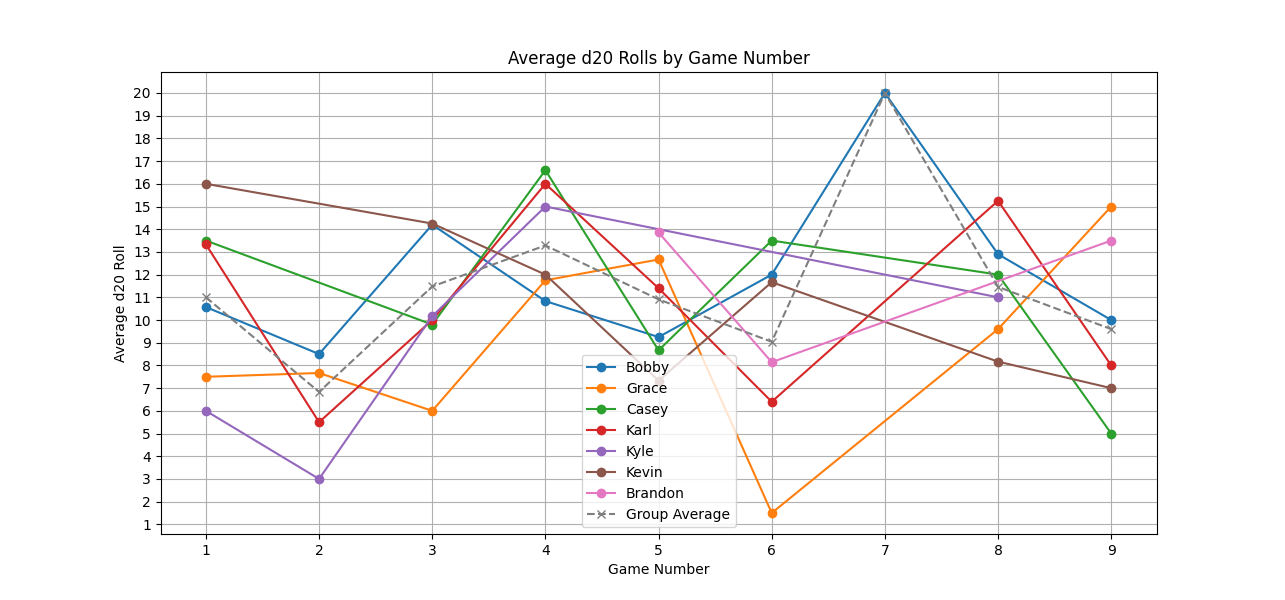 Average d20 Rolls by Game Number
Average d20 Roll
20
19
18
17
16
15
14
13
12
11
10
9
8
7
6
5
4
3
2
1
Bobby
Grace
Casey
Karl
Kyle
Kevin
Brandon
Group Average
1 2 3 4 5 6 7 8 9
Game Number